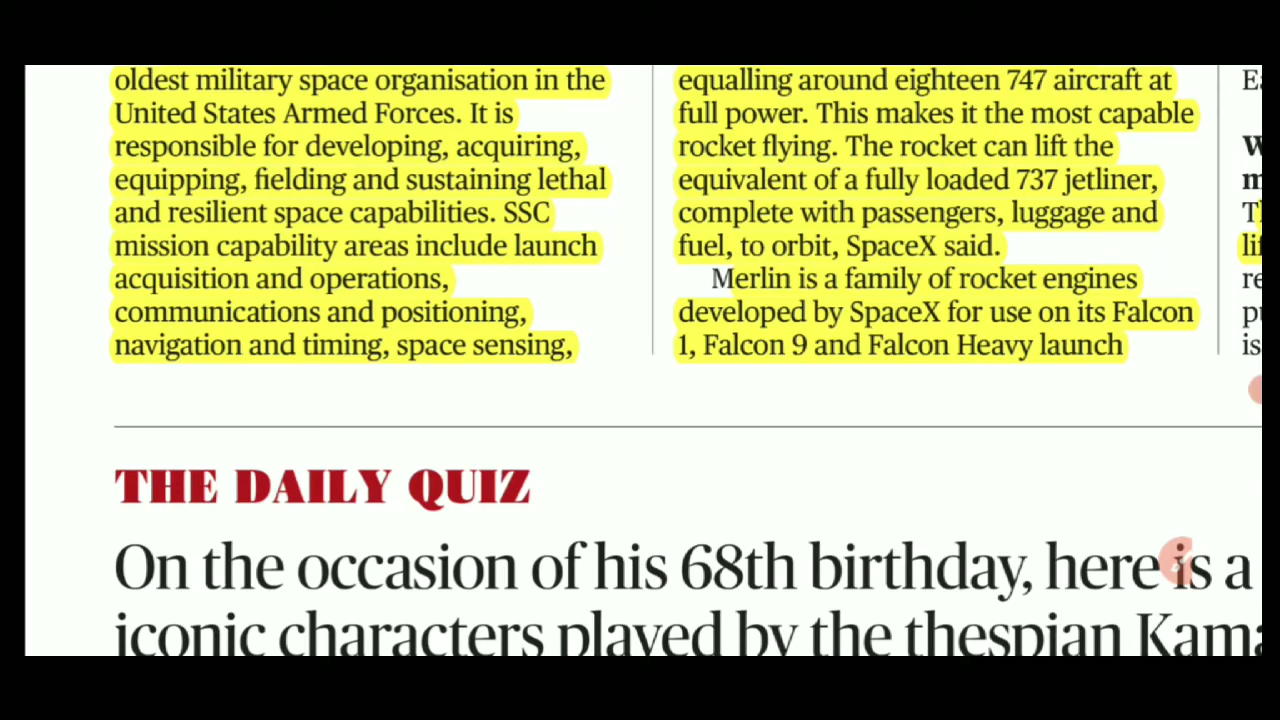 oldest military space organisation in the
United States Armed Forces. It is
responsible for developing, acquiring,
equipping, fielding and sustaining lethal
and resilient space capabilities. SSC
mission capability areas include launch
acquisition and operations,
communications and positioning,
navigation and timing, space sensing,
equalling around eighteen 747 aircraft at
full power. This makes it the most capable
rocket flying. The rocket can lift the
equivalent of a fully loaded 737 jetliner,
complete with passengers, luggage and
fuel, to orbit, SpaceX said.
Merlin is a family of rocket engines
developed by SpaceX for use on its Falcon
1, Falcon 9 and Falcon Heavy launch
THE DAILY QUIZ
On the occasion of his 68th birthday, here is a
iconic characters played by the thespian Kama